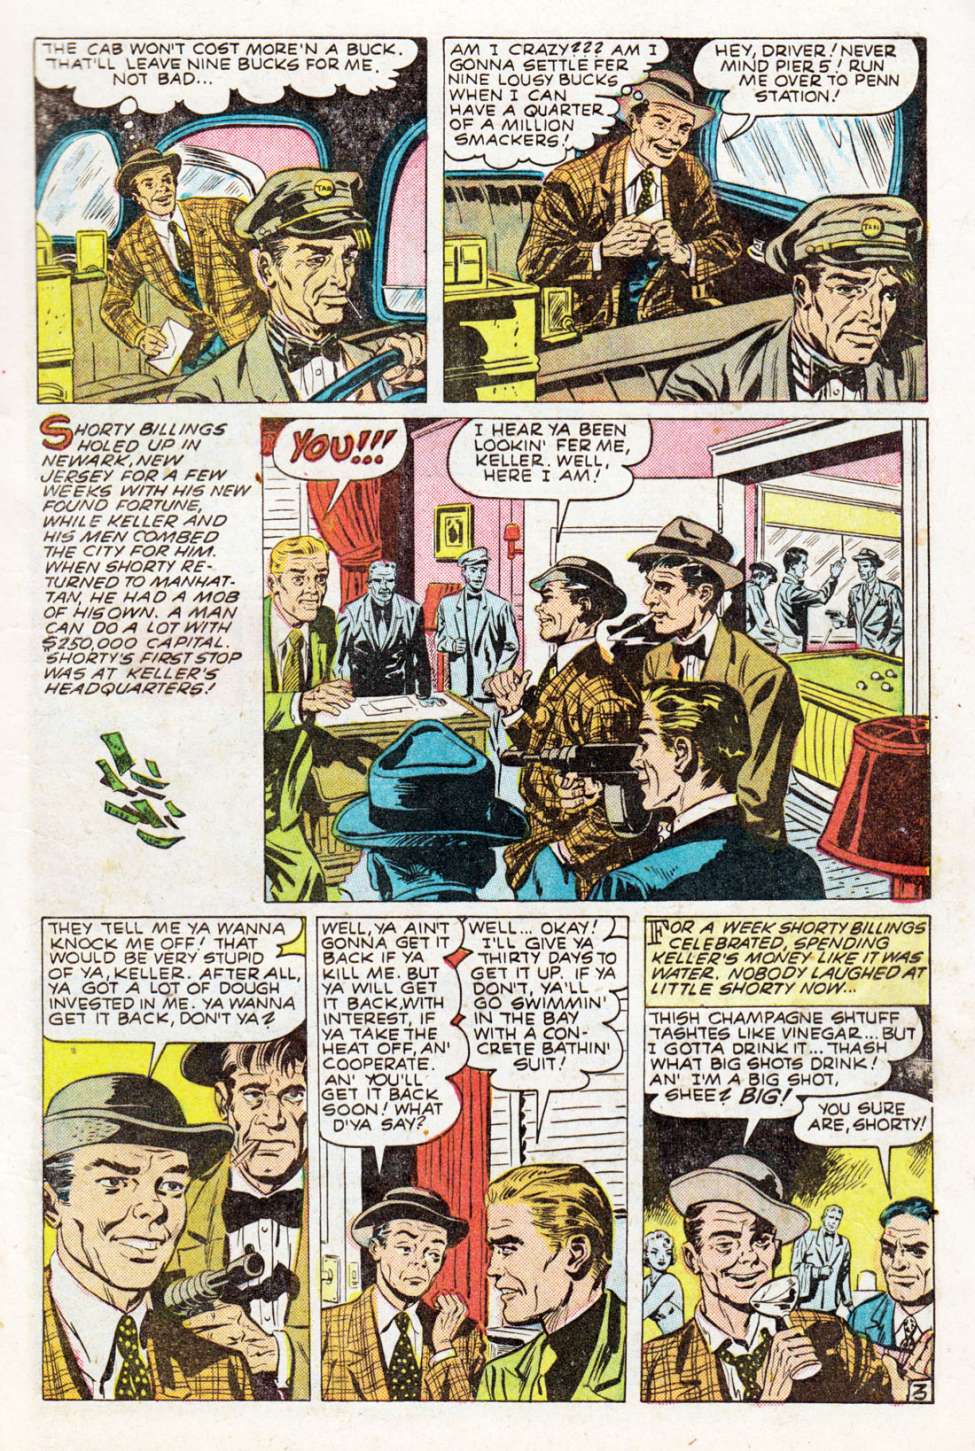 THE CAB WON'T COST MORE'N A BUCK.
THAT'LL LEAVE NINE BUCKS FOR ME.
NOT BAD...
TAXI
AM I CRAZY??? AM I
GONNA SETTLE FER
NINE LOUSY BUCKS
WHEN I CAN
HAVE A QUARTER
OF A MILLION
SMACKERS!
HEY, DRIVER! NEVER
MIND PIER 5! RUN
ME OVER TO PENN
STATION!
TAXI
SHORTY BILLINGS
HOLED UP IN
NEWARK, NEW
JERSEY FOR A FEW
WEEKS WITH HIS NEW
FOUND FORTUNE,
WHILE KELLER AND
HIS MEN COMBED
THE CITY FOR HIM.
WHEN SHORTY RE-
TURNED TO MANHAT-
TAN, HE HAD A MOB
OF HIS OWN. A MAN
CAN DO A LOT WITH
$250,000 CAPITAL.
SHORTY'S FIRST STOP
WAS AT KELLER'S
HEADQUARTERS!
YOU!!!
I HEAR YA BEEN
LOOKIN' FER ME,
KELLER. WELL,
HERE I AM!
THEY TELL ME YA WANNA
KNOCK ME OFF! THAT
WOULD BE VERY STUPID
OF YA, KELLER. AFTER ALL,
YA GOT A LOT OF DOUGH
INVESTED IN ME. YA WANNA
GET IT BACK, DON'T YA?
WELL, YA AIN'T
GONNA GET IT
BACK IF YA
KILL ME. BUT
YA WILL GET
IT BACK, WITH
INTEREST, IF
YA TAKE THE
HEAT OFF, AN'
COOPERATE.
AN' YOU'LL
GET IT BACK
SOON! WHAT
D'YA SAY?
WELL... OKAY!
I'LL GIVE YA
THIRTY DAYS TO
GET IT UP. IF YA
DON'T, YA'LL
GO SWIMMIN'
IN THE BAY
WITH A CON-
CRETE BATHIN'
SUIT!
FOR A WEEK SHORTY BILLINGS
CELEBRATED, SPENDING
KELLER'S MONEY LIKE IT WAS
WATER. NOBODY LAUGHED AT
LITTLE SHORTY NOW...
THISH CHAMPAGNE SHTUFF
TASHTES LIKE VINEGAR... BUT
I GOTTA DRINK IT... THASH
WHAT BIG SHOTS DRINK!
AN' I'M A BIG SHOT,
SHEE? BIG!
YOU SURE
ARE, SHORTY!
3